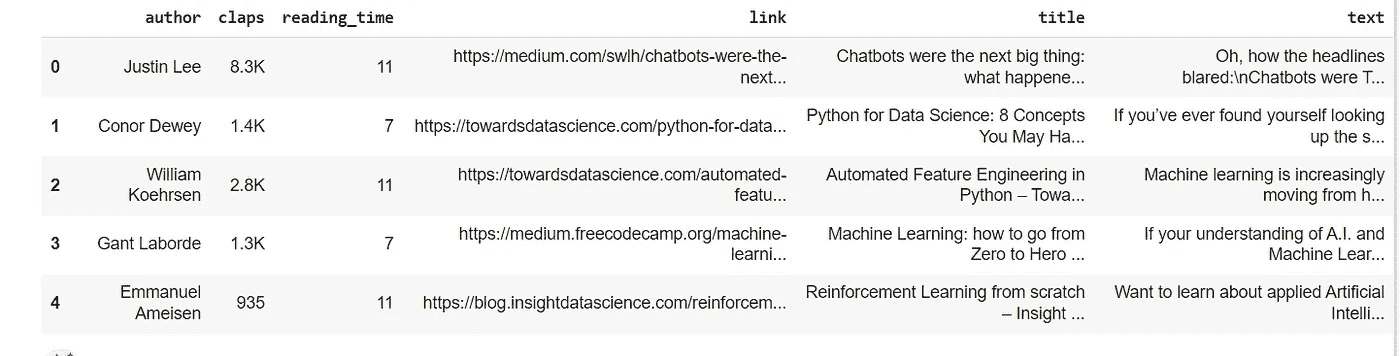 author claps reading_time link title text
0 Justin Lee 8.3K 11 https://medium.com/swlh/chatbots-were-the-next... Chatbots were the next big thing: what happene... Oh, how the headlines blared:\nChatbots were T...
1 Conor Dewey 1.4K 7 https://towardsdatascience.com/python-for-data... Python for Data Science: 8 Concepts You May Ha... If you’ve ever found yourself looking up the s...
2 William Koehrsen 2.8K 11 https://towardsdatascience.com/automated-featu... Automated Feature Engineering in Python – Towa... Machine learning is increasingly moving from h...
3 Gant Laborde 1.3K 7 https://medium.freecodecamp.org/machine-learni... Machine Learning: how to go from Zero to Hero ... If your understanding of A.I. and Machine Lear...
4 Emmanuel Ameisen 935 11 https://blog.insightdatascience.com/reinforcem... Reinforcement Learning from scratch – Insight ... Want to learn about applied Artificial Intelli...